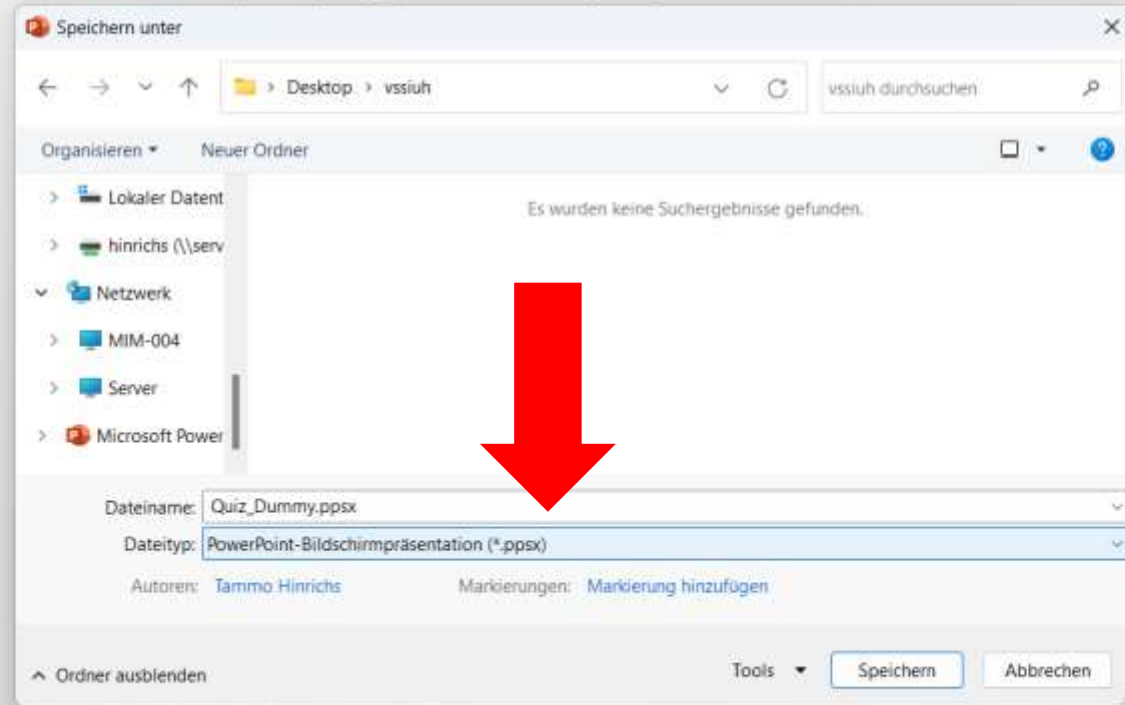 Speichern unter
Desktop > vssiuh
vssiuh durchsuchen
Organisieren
Neuer Ordner
Lokaler Datent
Es wurden keine Suchergebnisse gefunden.
hinrichs (\\serv
Netzwerk
MIM-004
Server
Microsoft Power
Dateiname: Quiz_Dummy.ppsx
Dateityp: PowerPoint-Bildschirmpräsentation (*.ppsx)
Autoren: Tammo Hinrichs
Markierungen: Markierung hinzufügen
Ordner ausblenden
Tools
Speichern
Abbrechen